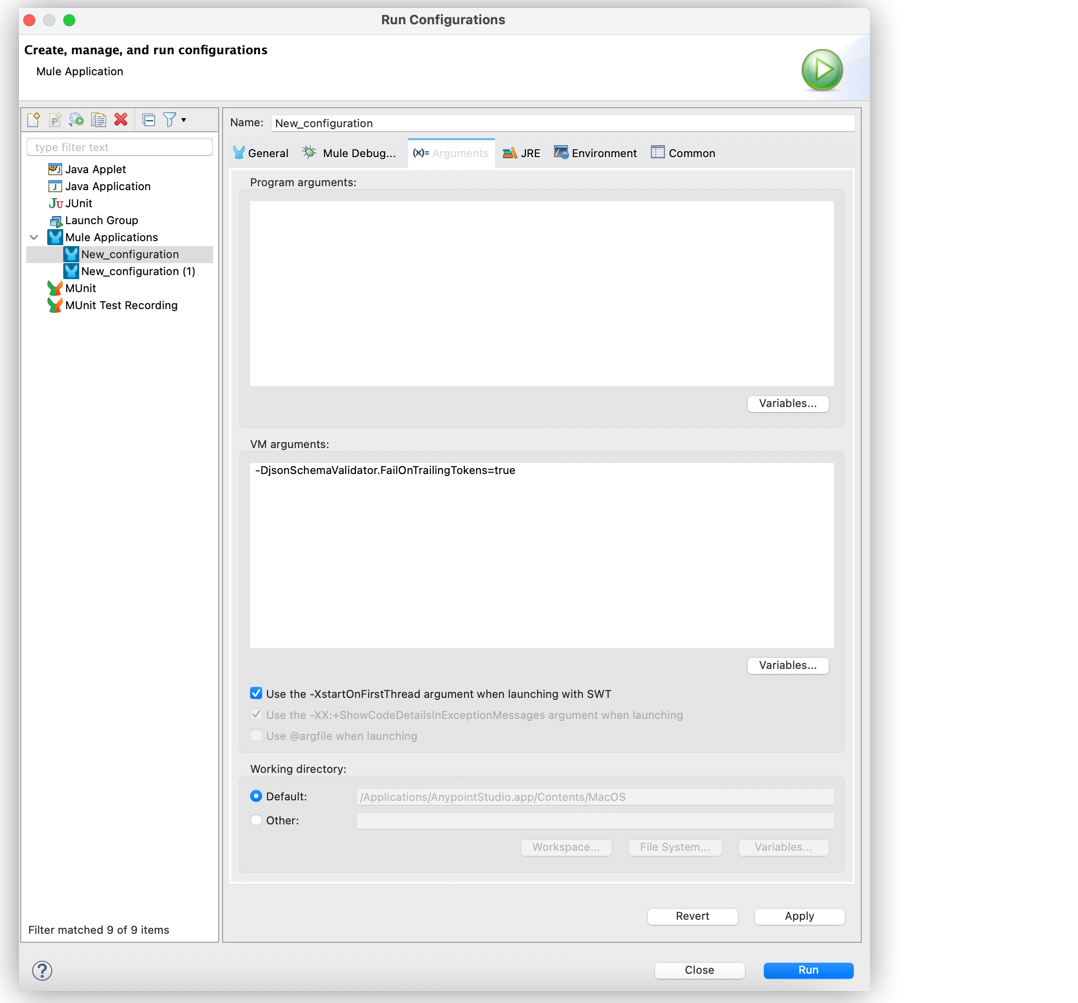 Run Configurations
Create, manage, and run configurations
Mule Application
type filter text
Java Applet
Java Application
JUnit
Launch Group
Mule Applications
New_configuration
New_configuration (1)
MUnit
MUnit Test Recording
Filter matched 9 of 9 items
Name: New_configuration
General Mule Debug... (x)= Arguments JRE Environment Common
Program arguments:
Variables...
VM arguments:
-DjsonSchemaValidator.FailOnTrailingTokens=true
Variables...
Use the -XstartOnFirstThread argument when launching with SWT
Use the -XX:+ShowCodeDetailsInExceptionMessages argument when launching
Use @argfile when launching
Working directory:
Default: /Applications/AnypointStudio.app/Contents/MacOS
Other:
Workspace... File System... Variables...
Revert Apply
? Close Run